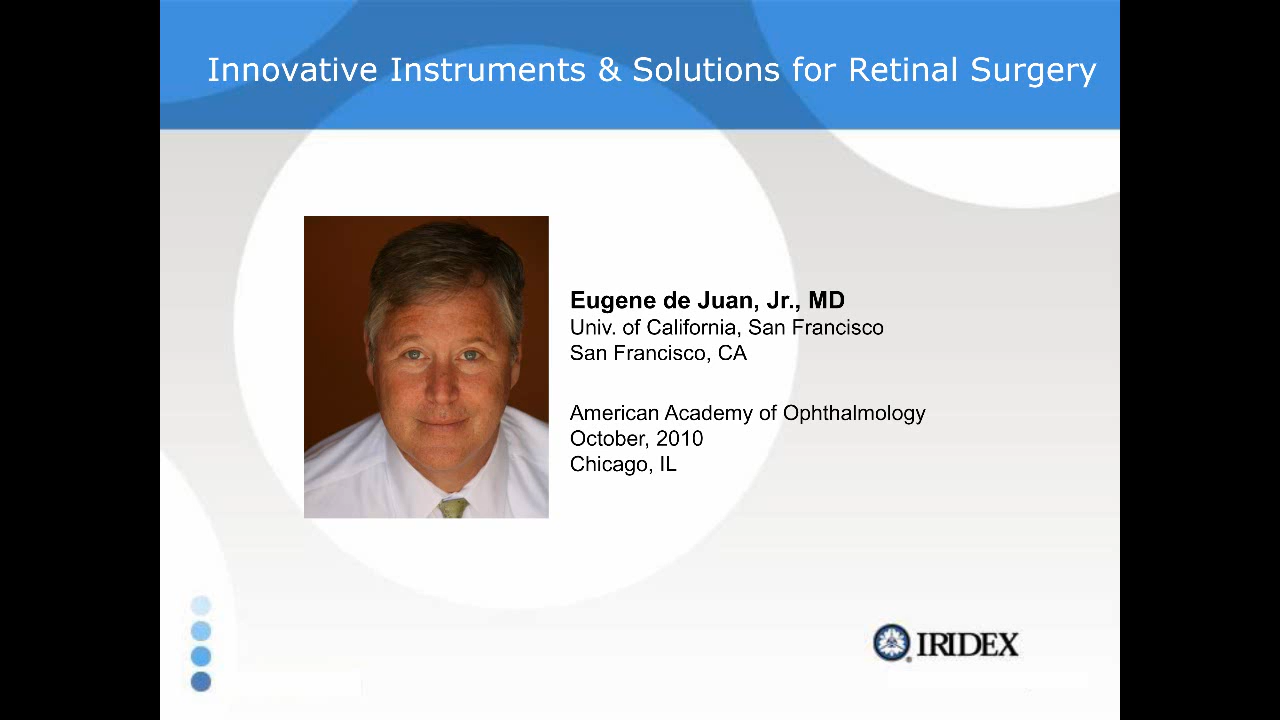 Innovative Instruments & Solutions for Retinal Surgery
Eugene de Juan, Jr., MD
Univ. of California, San Francisco
San Francisco, CA
American Academy of Ophthalmology
October, 2010
Chicago, IL
IRIDEX